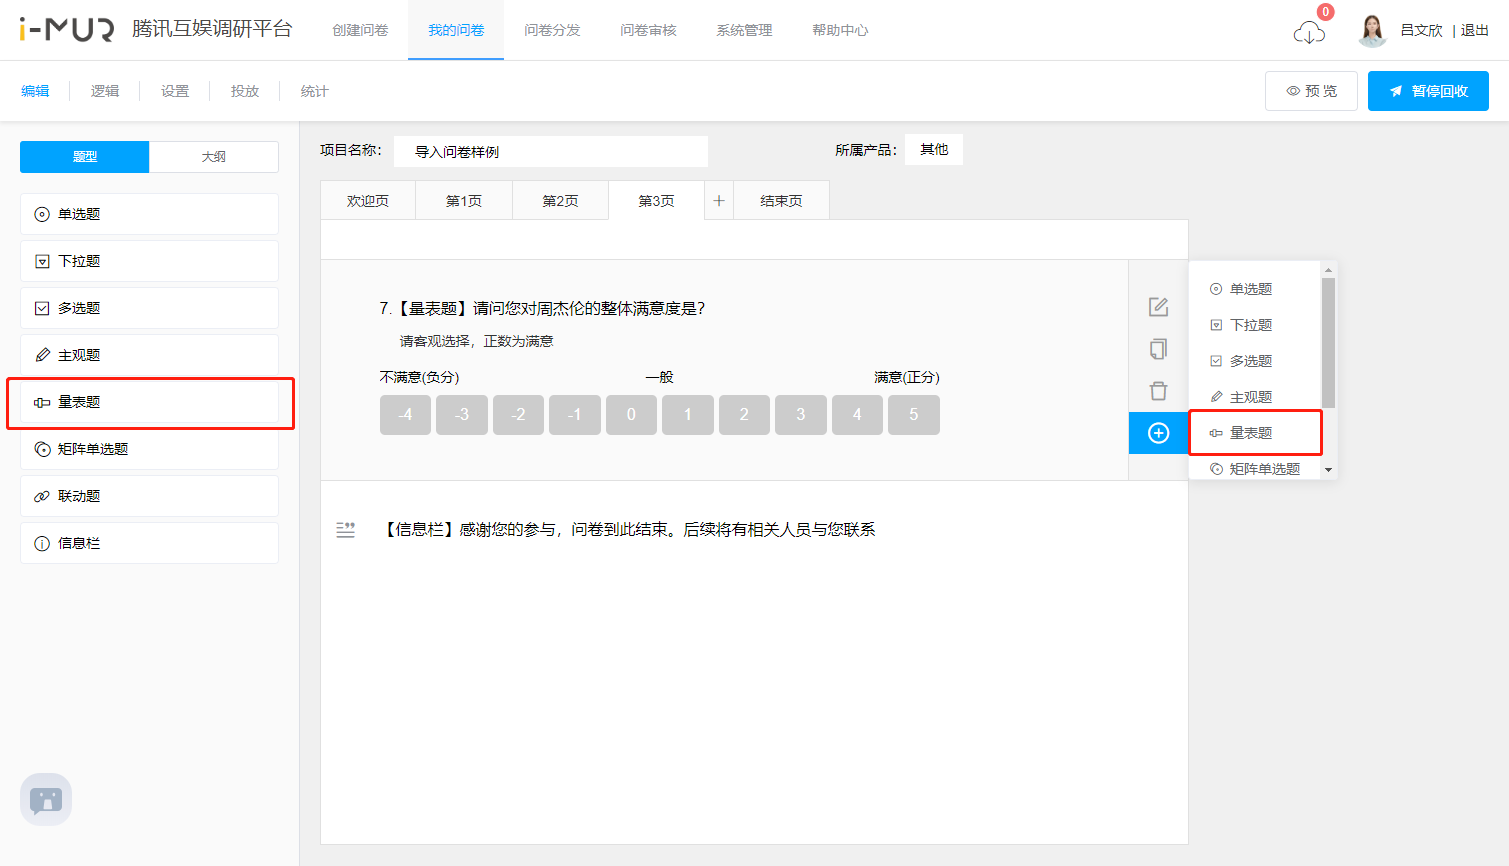 i-MUR 腾讯互娱调研平台 创建问卷 我的问卷 问卷分发 问卷审核 系统管理 帮助中心 0 吕文欣 | 退出
编辑 逻辑 设置 投放 统计 预 览 暂停回收
题型 大纲
单选题
下拉题
多选题
主观题
量表题
矩阵单选题
联动题
信息栏
项目名称： 导入问卷样例 所属产品： 其他
欢迎页 第1页 第2页 第3页 + 结束页
7.【量表题】请问您对周杰伦的整体满意度是？
请客观选择，正数为满意
不满意(负分) 一般 满意(正分)
-4 -3 -2 -1 0 1 2 3 4 5
单选题
下拉题
多选题
主观题
量表题
矩阵单选题
【信息栏】感谢您的参与，问卷到此结束。后续将有相关人员与您联系